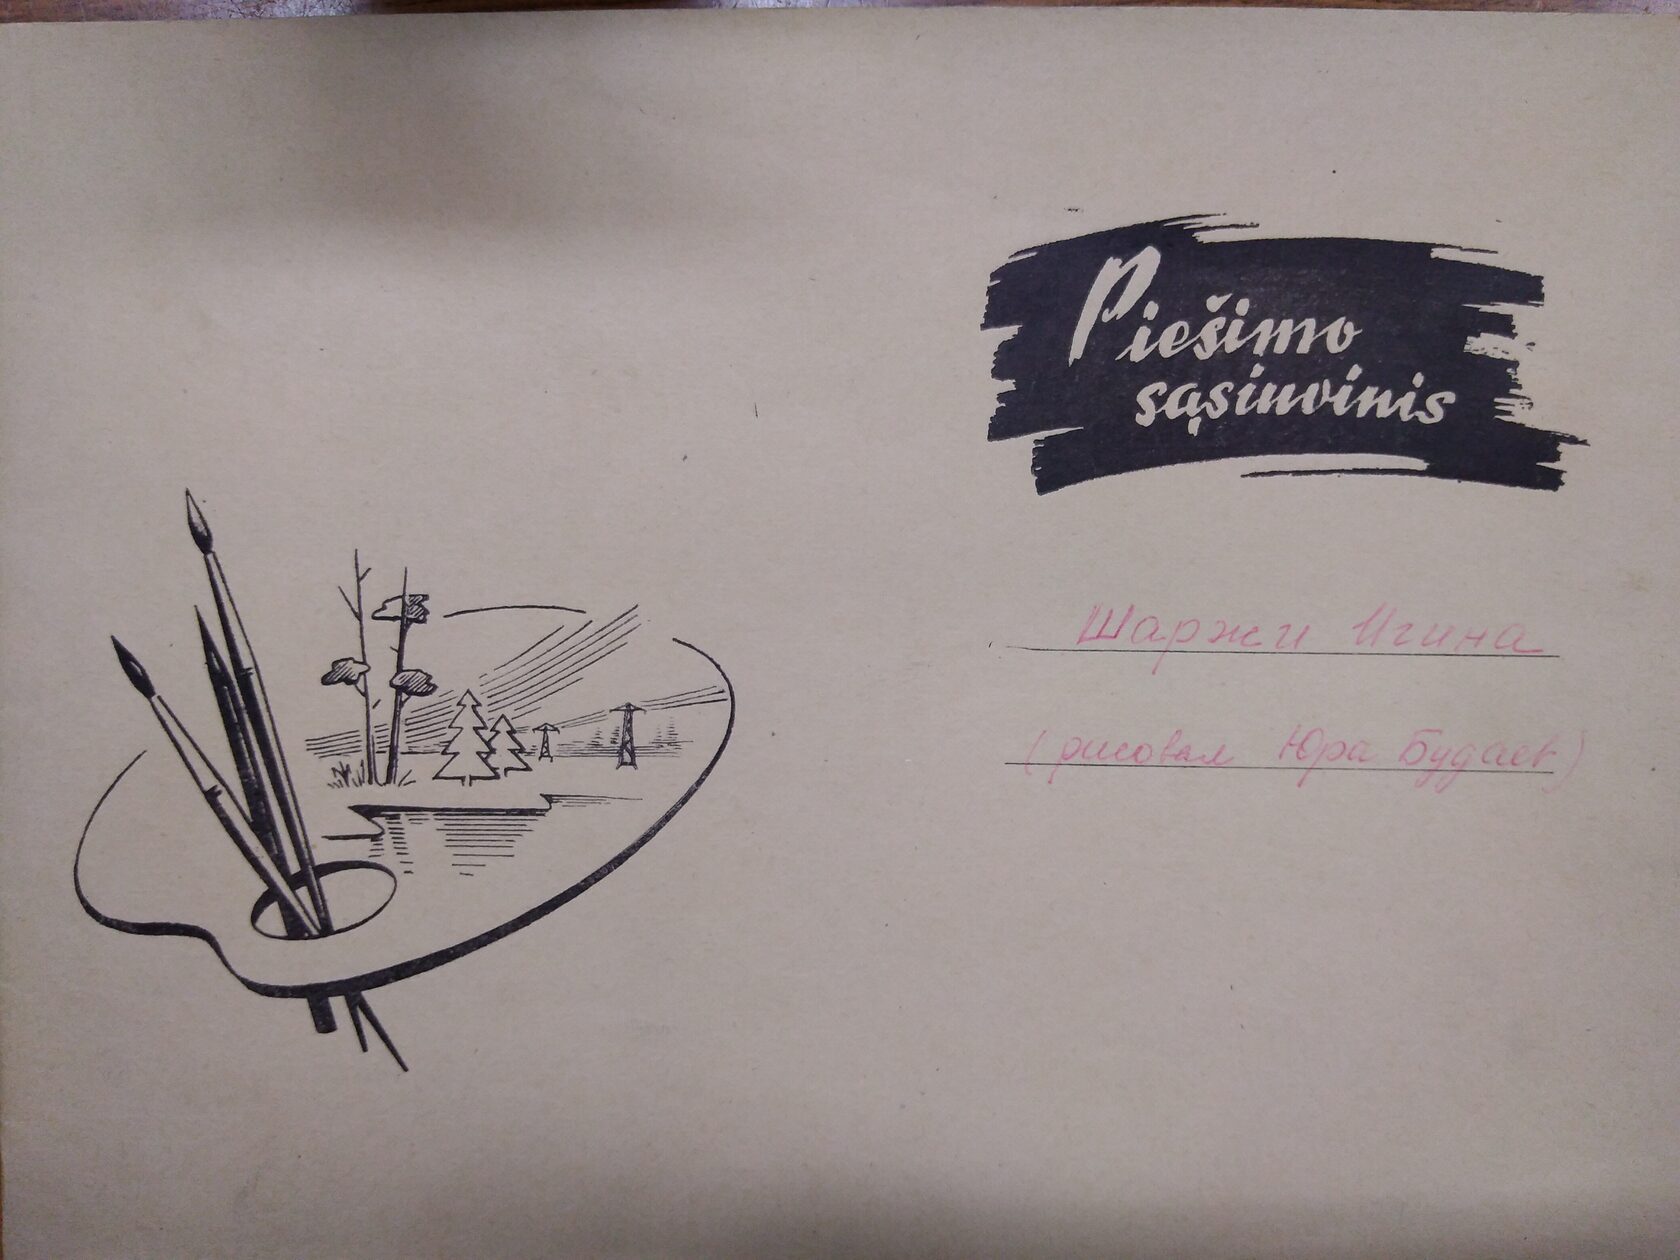 Piešimo
sąsiuvinis
Шаржи Игина
(рисовал Юра Будаев)